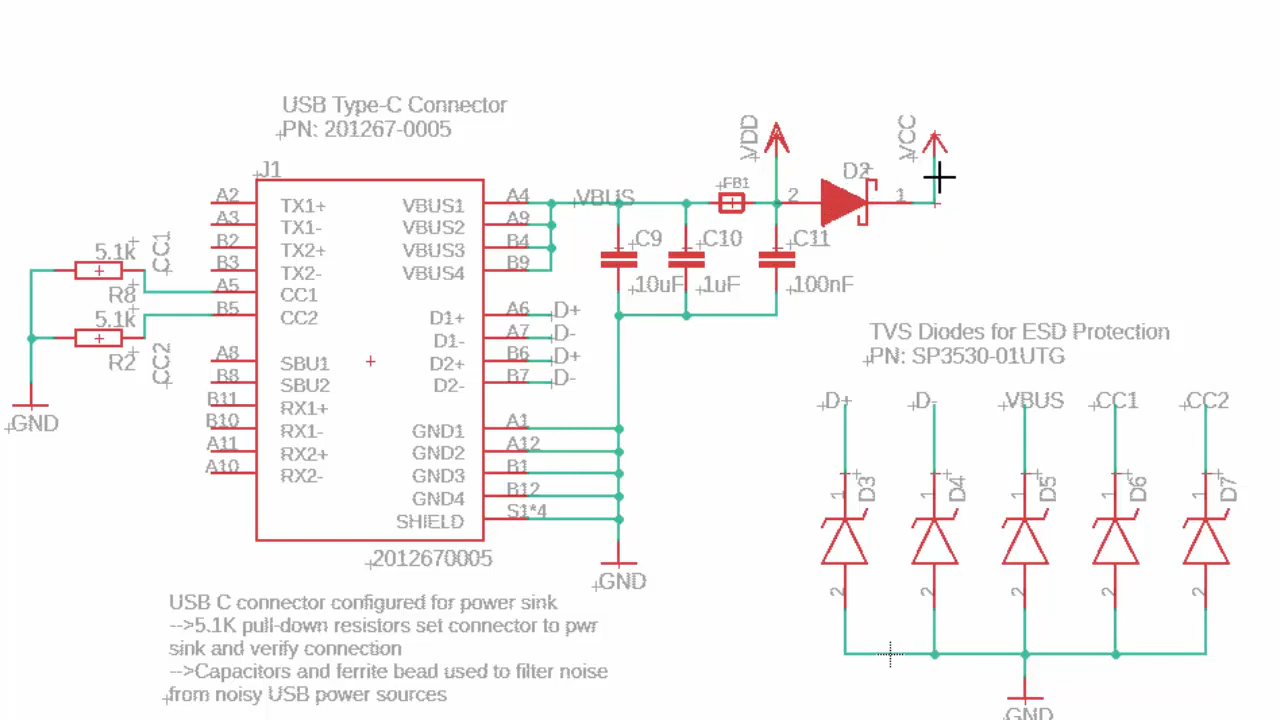 USB Type-C Connector
PN: 201267-0005
J1
A2 TX1+ VBUS1 A4
A3 TX1- VBUS2 A9
B2 TX2+ VBUS3 B4
B3 TX2- VBUS4 B9
A5 CC1
B5 CC2 D1+ A6 D+
D1- A7 D-
A8 SBU1 D2+ B6 D+
B8 SBU2 D2- B7 D-
B11 RX1+
B10 RX1- GND1 A1
A11 RX2+ GND2 A12
A10 RX2- GND3 B1
GND4 B12
SHIELD S1*4
2012670005
5.1k
R8
CC1
5.1k
R2
CC2
GND
VBUS
FB1
VDD
2 D2 1
VCC
C9
10uF
C10
1uF
C11
100nF
GND
TVS Diodes for ESD Protection
PN: SP3530-01UTG
D+ D- VBUS CC1 CC2
1 D3 1 D4 1 D5 1 D6 1 D7
2 2 2 2 2
GND
USB C connector configured for power sink
-->5.1K pull-down resistors set connector to pwr
sink and verify connection
-->Capacitors and ferrite bead used to filter noise
from noisy USB power sources